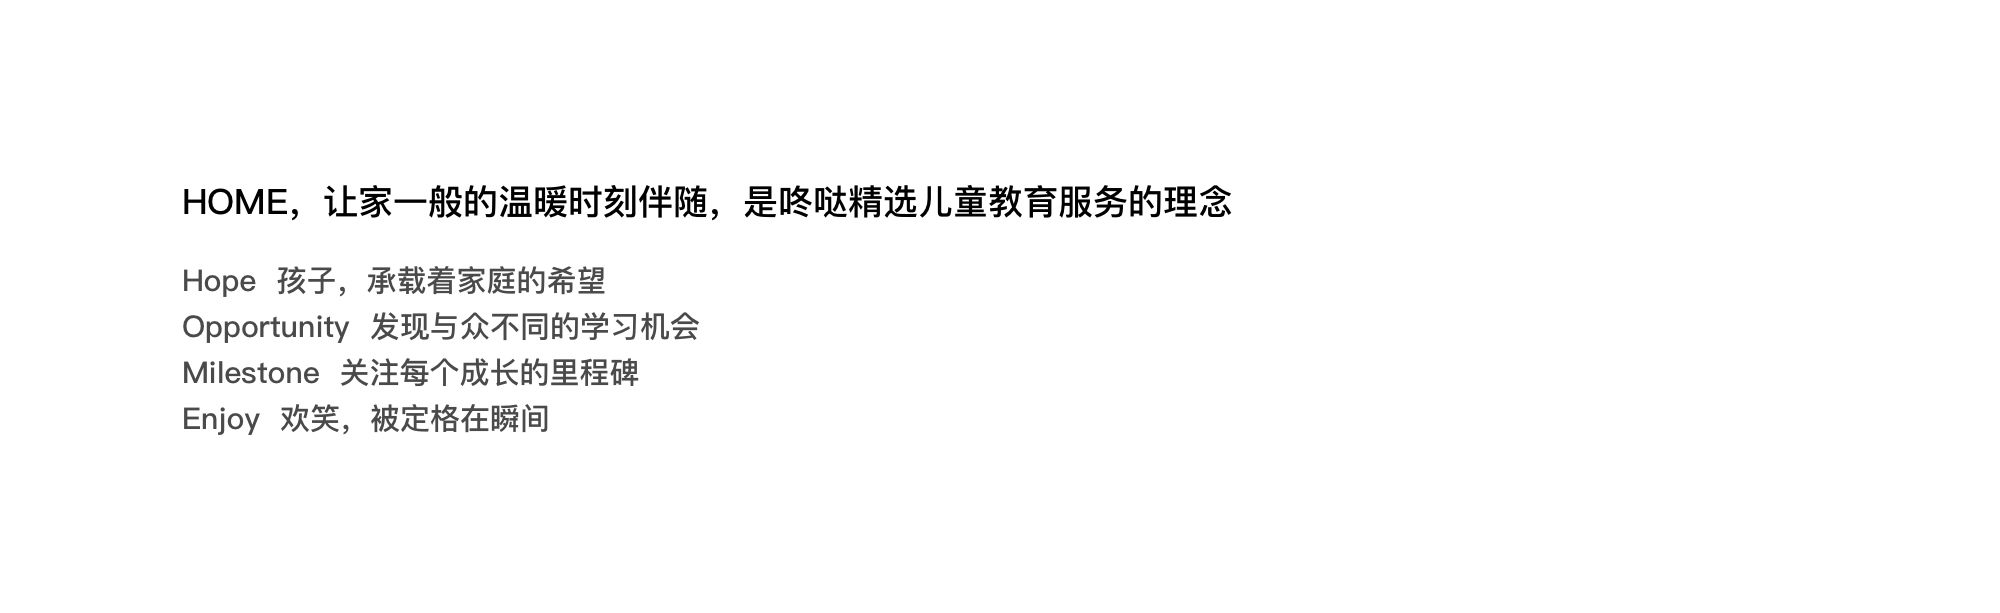 HOME，让家一般的温暖时刻伴随，是咚哒精选儿童教育服务的理念
Hope 孩子，承载着家庭的希望
Opportunity 发现与众不同的学习机会
Milestone 关注每个成长的里程碑
Enjoy 欢笑，被定格在瞬间